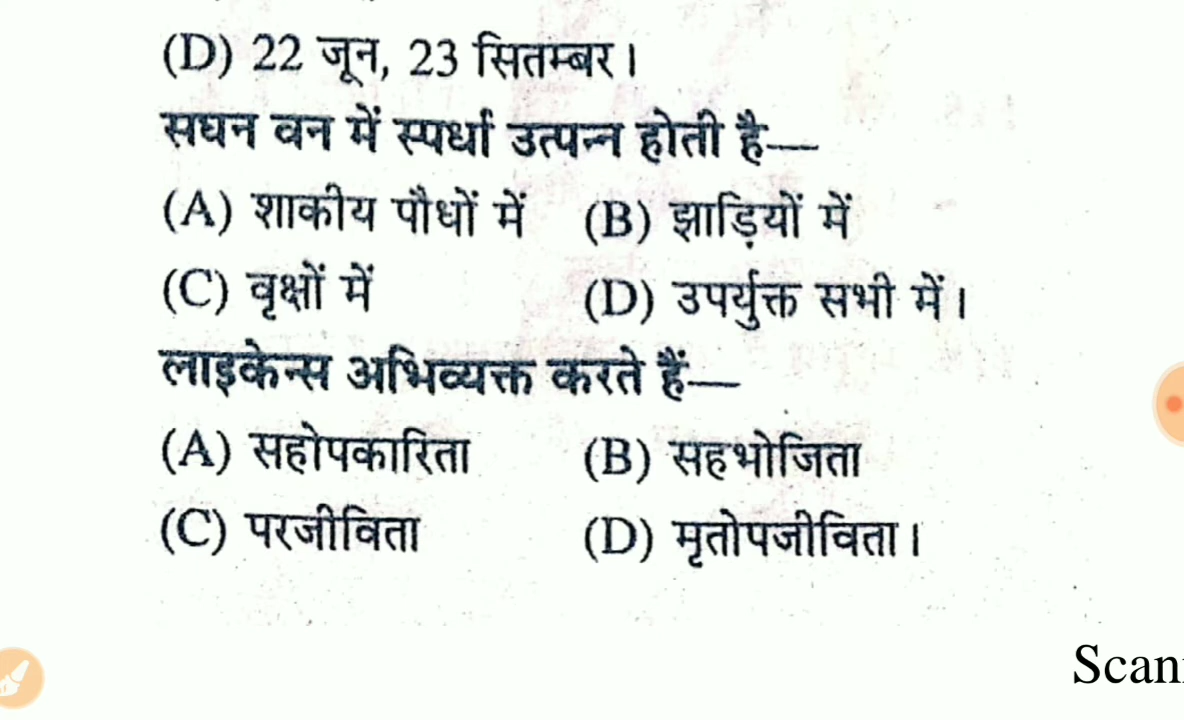 (D) 22 जून, 23 सितम्बर।
सघन वन में स्पर्धा उत्पन्न होती है—
(A) शाकीय पौधों में (B) झाड़ियों में
(C) वृक्षों में (D) उपर्युक्त सभी में।
लाइकेन्स अभिव्यक्त करते हैं—
(A) सहोपकारिता (B) सहभोजिता
(C) परजीविता (D) मृतोपजीविता।
Scan